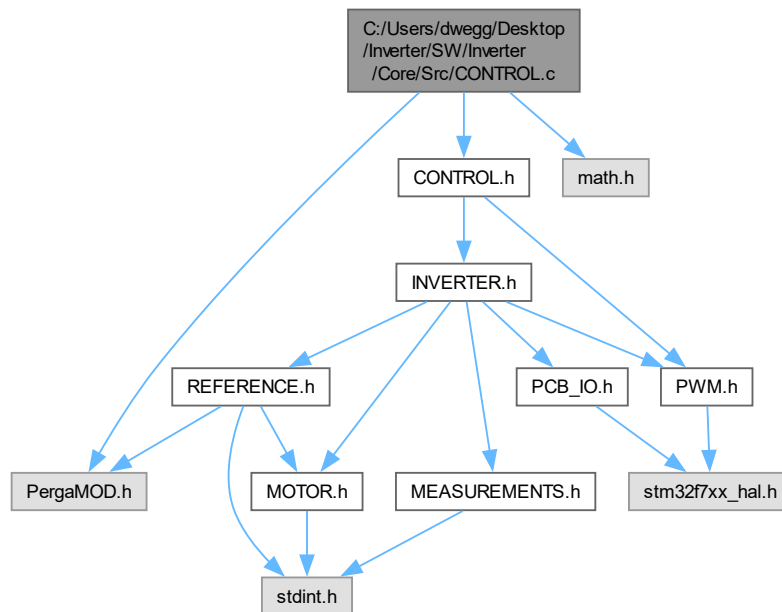 C:/Users/dwegg/Desktop
/Inverter/SW/Inverter
/Core/Src/CONTROL.c
CONTROL.h
math.h
INVERTER.h
REFERENCE.h
PCB_IO.h
PWM.h
PergaMOD.h
MOTOR.h
MEASUREMENTS.h
stm32f7xx_hal.h
stdint.h